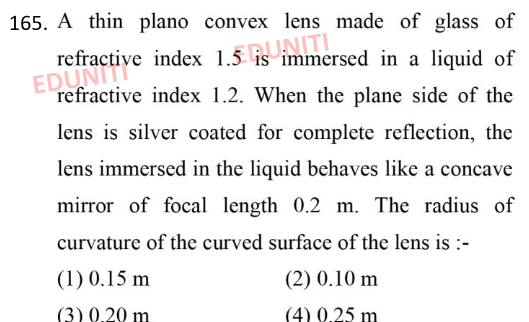 165. A thin plano convex lens made of glass of
refractive index 1.5 is immersed in a liquid of
refractive index 1.2. When the plane side of the
lens is silver coated for complete reflection, the
lens immersed in the liquid behaves like a concave
mirror of focal length 0.2 m. The radius of
curvature of the curved surface of the lens is :-
(1) 0.15 m (2) 0.10 m
(3) 0.20 m (4) 0.25 m
EDUNITI
EDUNITI